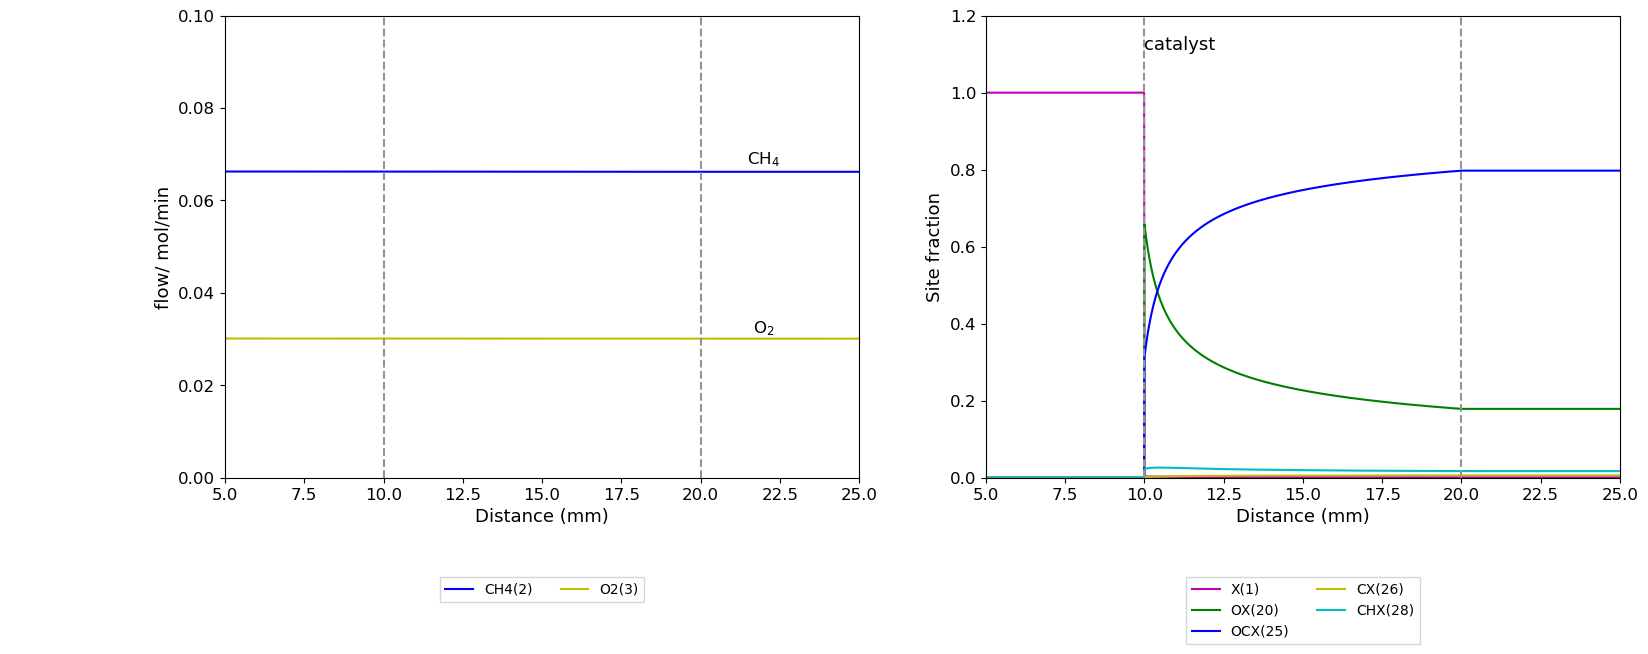 0.10
0.08
0.06
0.04
0.02
0.00
flow/ mol/min
CH₄
O₂
5.0 7.5 10.0 12.5 15.0 17.5 20.0 22.5 25.0
Distance (mm)
CH4(2) O2(3)
1.2
1.0
0.8
0.6
0.4
0.2
0.0
Site fraction
catalyst
5.0 7.5 10.0 12.5 15.0 17.5 20.0 22.5 25.0
Distance (mm)
X(1) CX(26)
OX(20) CHX(28)
OCX(25)